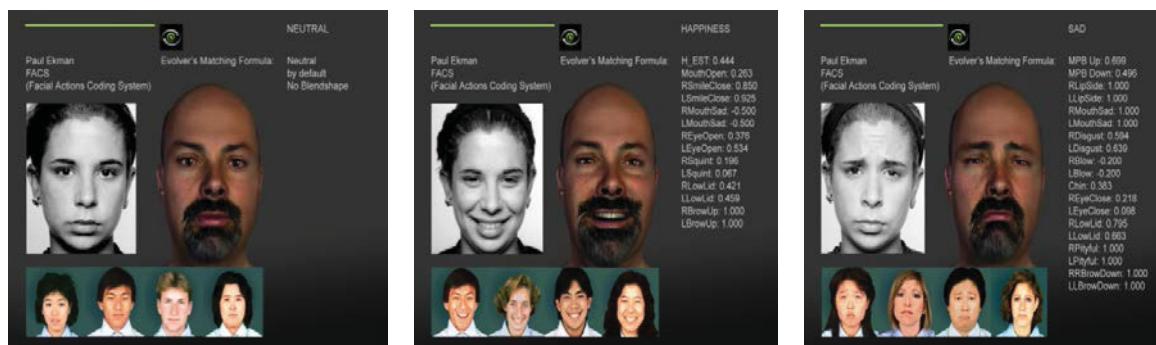 NEUTRAL
Paul Ekman
FACS
(Facial Actions Coding System)
Evolver's Matching Formula:
Neutral
by default
No Blendshape
HAPPINESS
Paul Ekman
FACS
(Facial Actions Coding System)
Evolver's Matching Formula:
H_EST: 0.444
MouthOpen: 0.263
RSmileClose: 0.850
LSmileClose: 0.925
RMouthSad: -0.500
LMouthSad: -0.500
REyeOpen: 0.376
LEyeOpen: 0.534
RSquint: 0.196
LSquint: 0.067
RLowLid: 0.421
LLowLid: 0.459
RBrowUp: 1.000
LBrowUp: 1.000
SAD
Paul Ekman
FACS
(Facial Actions Coding System)
Evolver's Matching Formula:
MPB Up: 0.699
MPB Down: 0.496
RLipSide: 1.000
LLipSide: 1.000
RMouthSad: 1.000
LMouthSad: 1.000
RDisgust: 0.594
LDisgust: 0.639
RBlow: -0.200
LBlow: -0.200
Chin: 0.383
REyeClose: 0.218
LEyeClose: 0.098
RLowLid: 0.795
LLowLid: 0.663
RPityful: 1.000
LPityful: 1.000
RRBrowDown: 1.000
LLBrowDown: 1.000